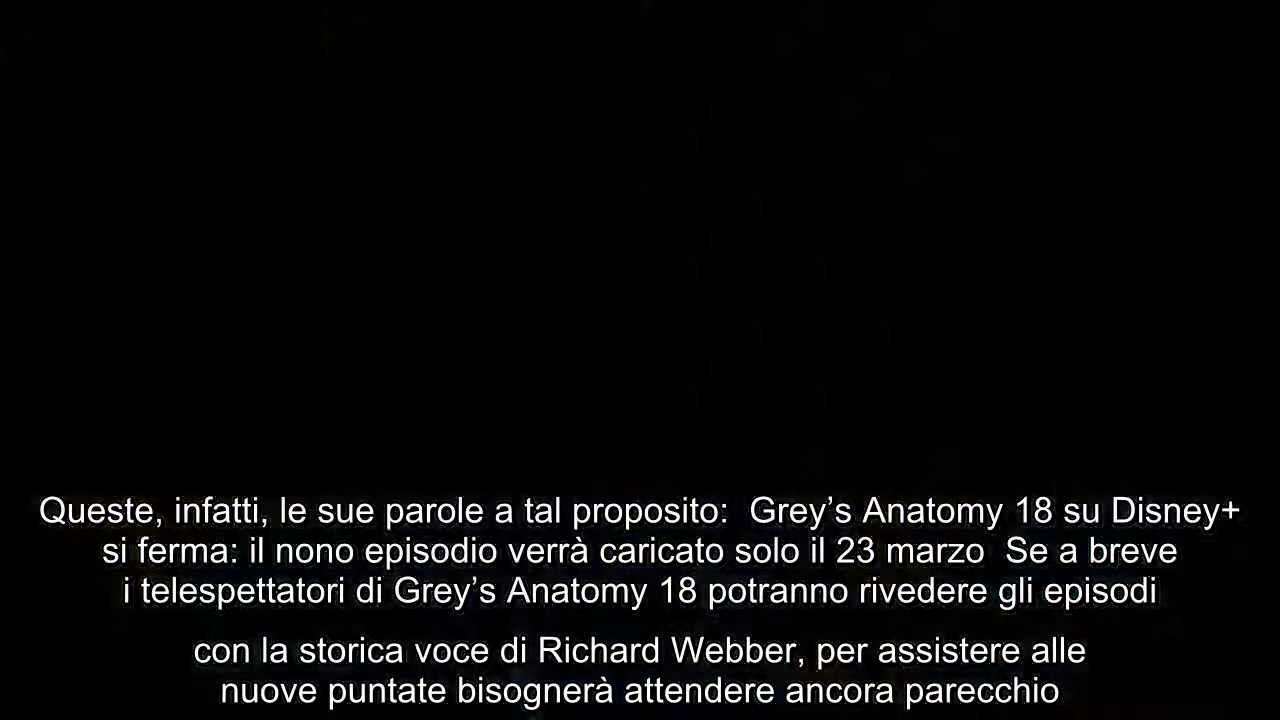 Queste, infatti, le sue parole a tal proposito:  Grey’s Anatomy 18 su Disney+
si ferma: il nono episodio verrà caricato solo il 23 marzo  Se a breve
i telespettatori di Grey’s Anatomy 18 potranno rivedere gli episodi
con la storica voce di Richard Webber, per assistere alle
nuove puntate bisognerà attendere ancora parecchio